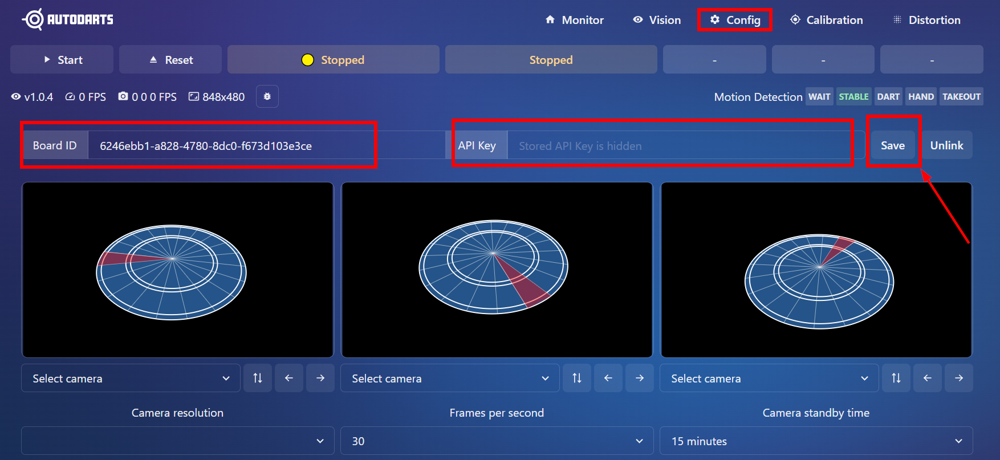 AUTODARTS Monitor Vision Config Calibration Distortion
Start Reset Stopped Stopped - - -
v1.0.4 0 FPS 0 0 0 FPS 848x480 Motion Detection WAIT STABLE DART HAND TAKEOUT
Board ID 6246ebb1-a828-4780-8dc0-f673d103e3ce API Key Stored API Key is hidden Save Unlink
Select camera Select camera Select camera
Camera resolution Frames per second Camera standby time
30 15 minutes